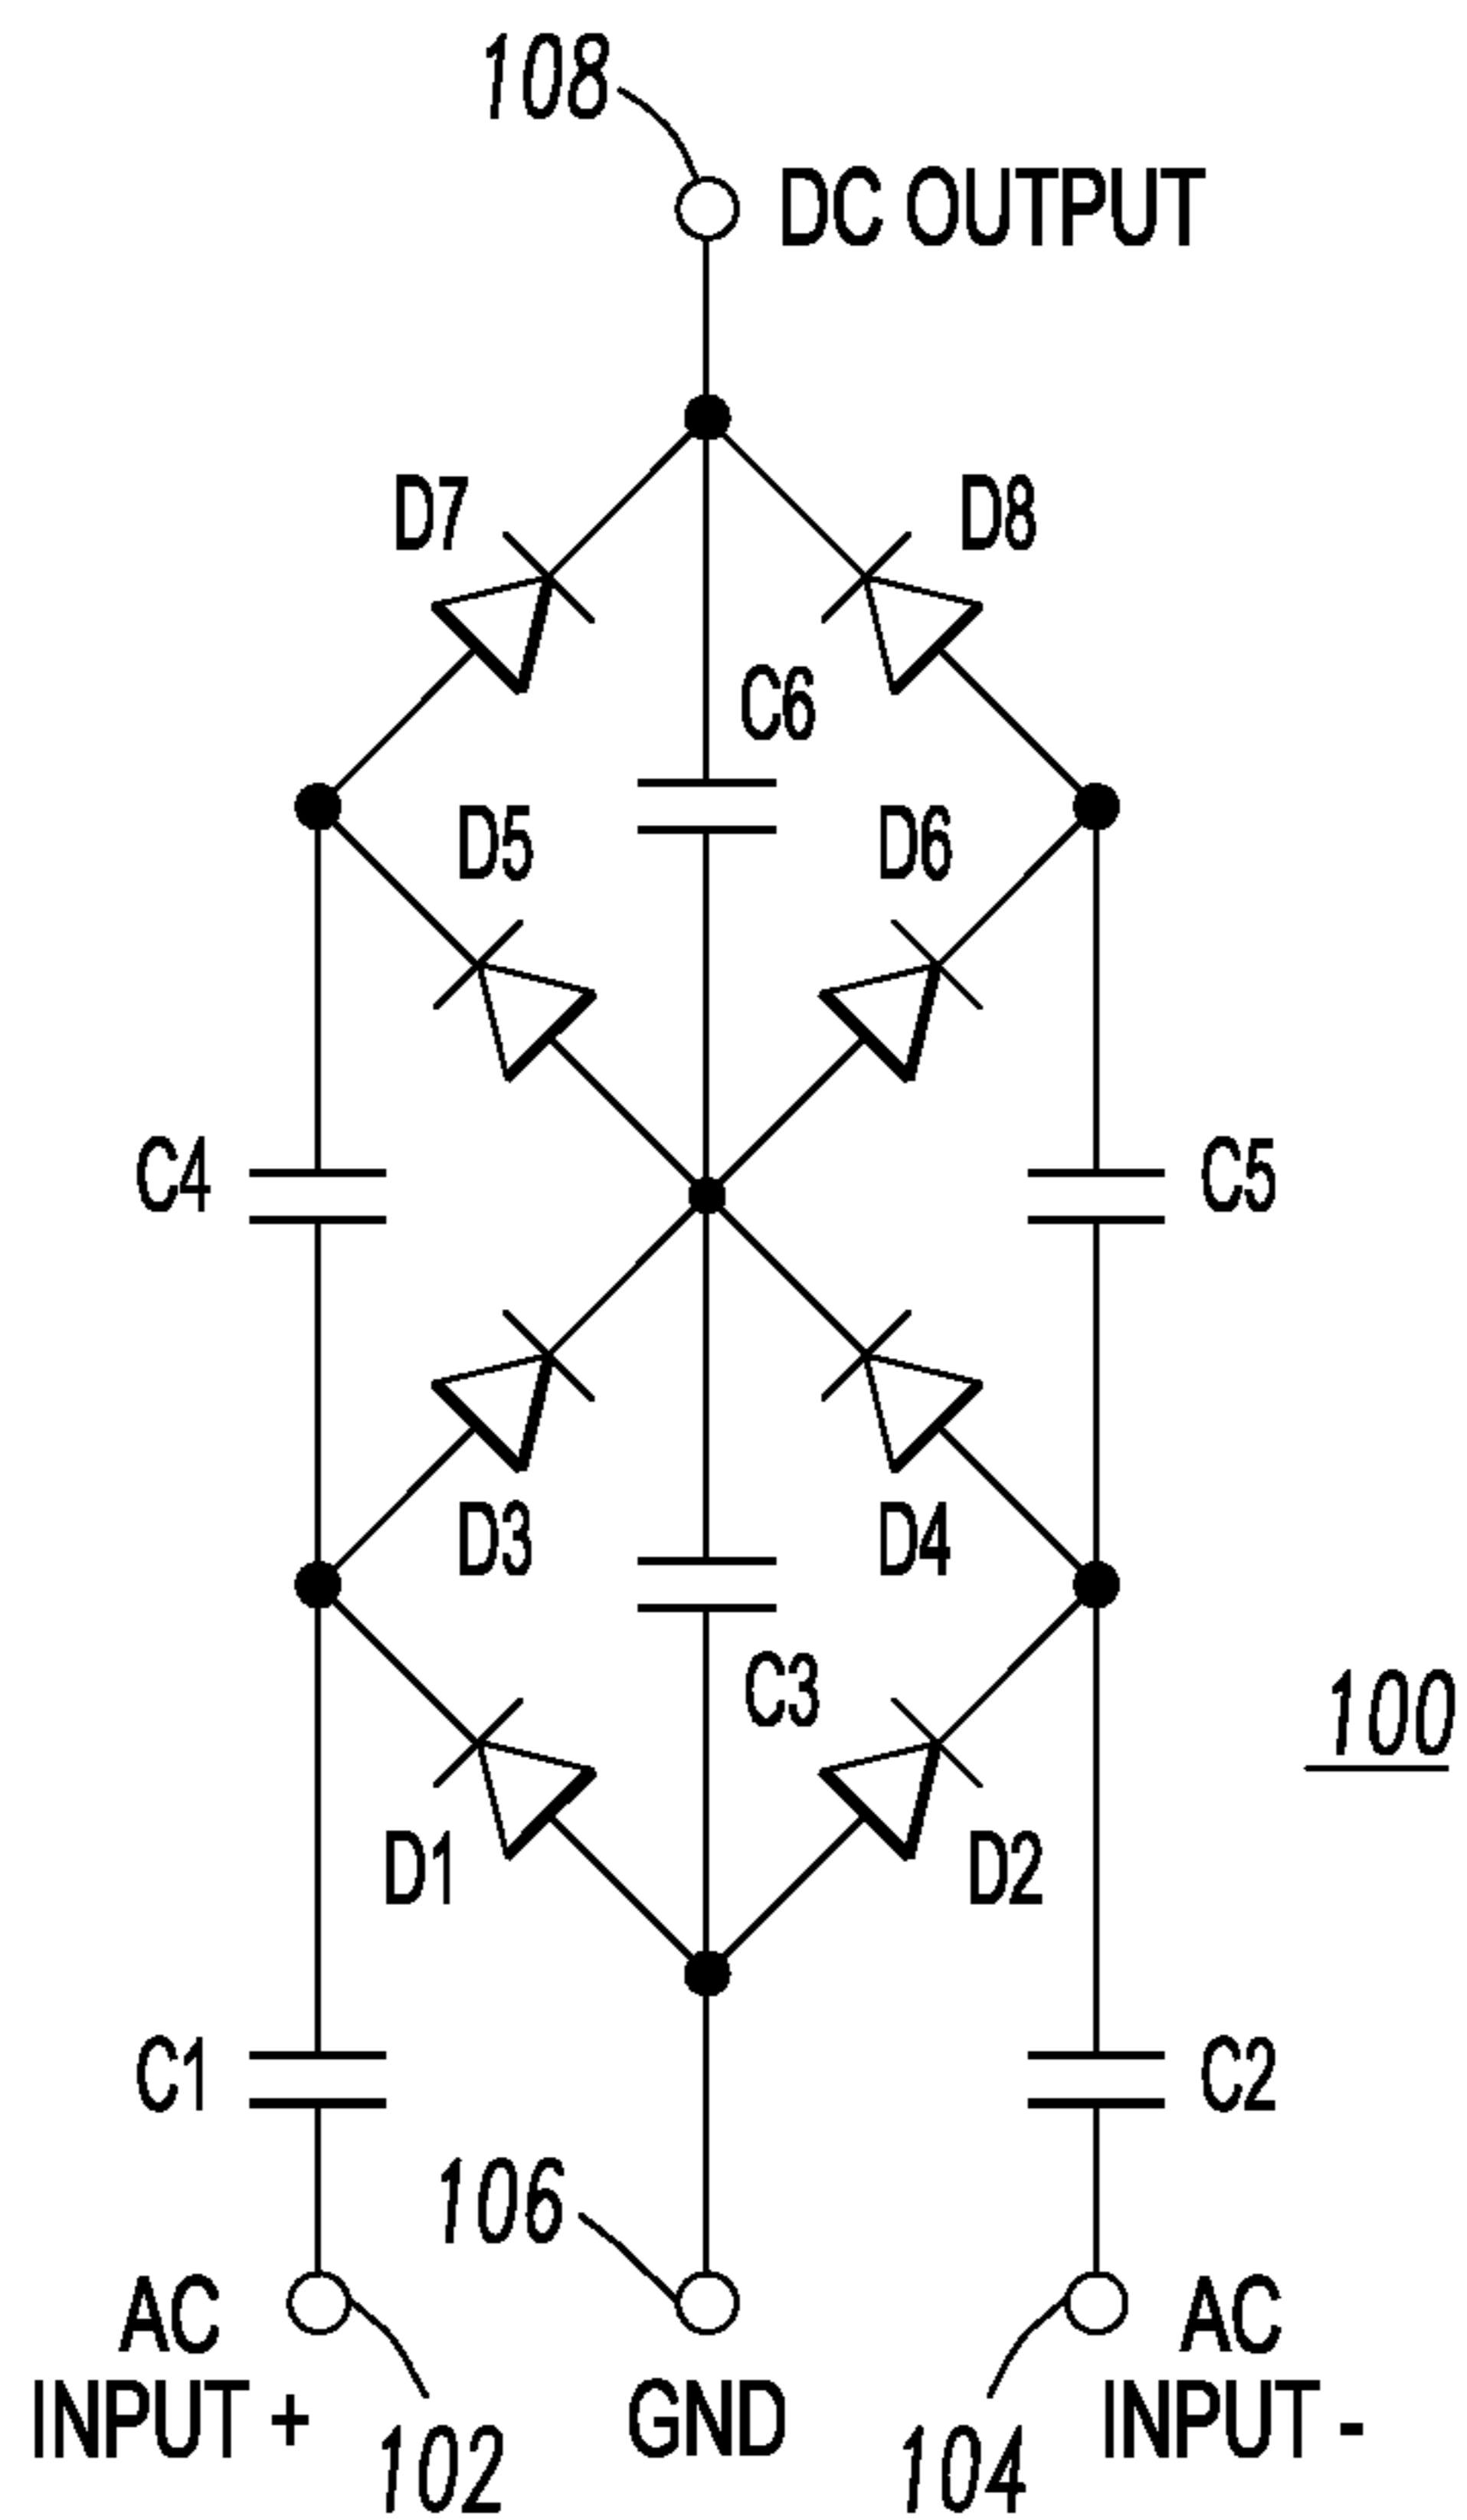 108
DC OUTPUT
D7
D8
C6
D5
D6
C4
C5
D3
D4
C3
100
D1
D2
C1
C2
106
AC
INPUT +
GND
AC
INPUT -
102
104